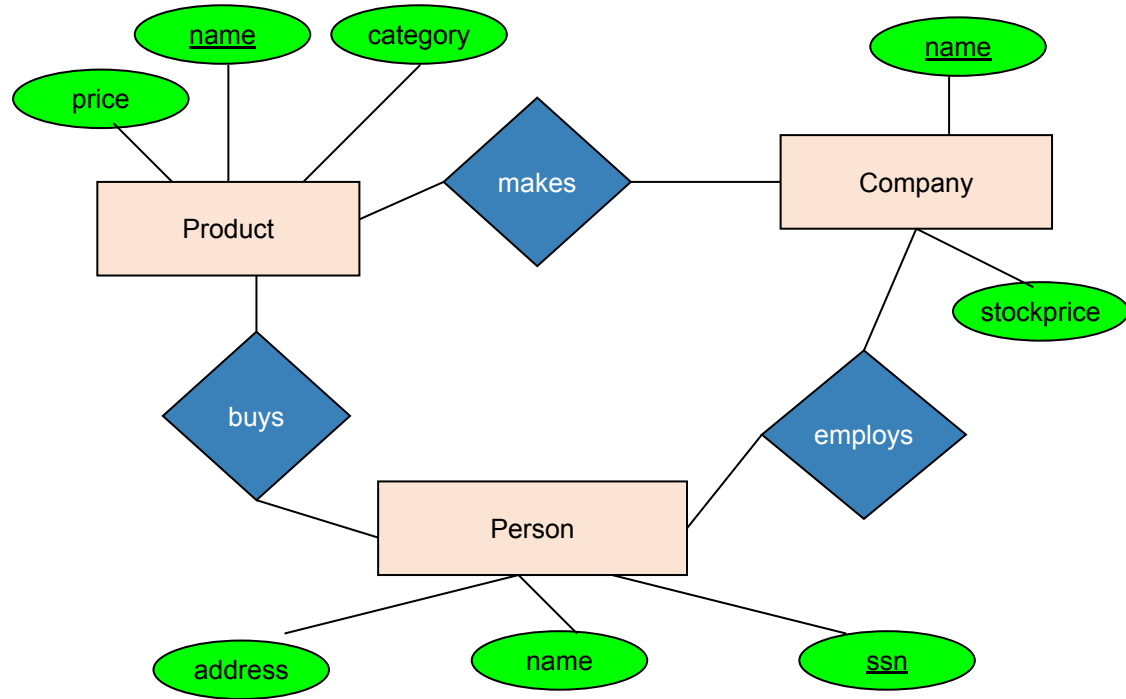 name
category
name
price
makes
Company
Product
stockprice
buys
employs
Person
address
name
ssn